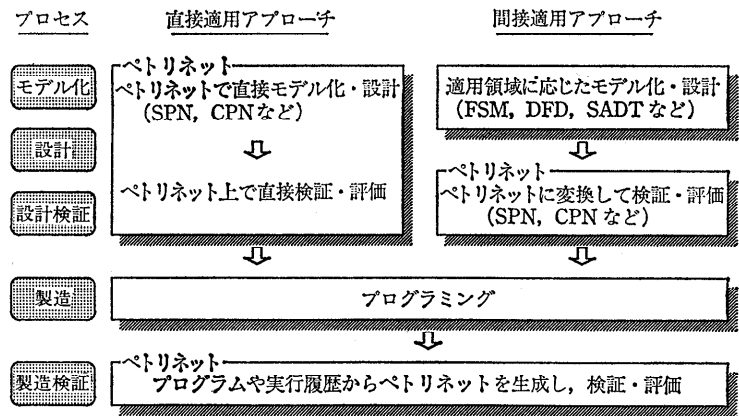 プロセス
直接適用アプローチ
間接適用アプローチ
モデル化
設計
設計検証
製造
製造検証
ペトリネット
ペトリネットで直接モデル化・設計
(SPN, CPNなど)
ペトリネット上で直接検証・評価
適用領域に応じたモデル化・設計
(FSM, DFD, SADTなど)
ペトリネット
ペトリネットに変換して検証・評価
(SPN, CPNなど)
プログラミング
ペトリネット
プログラムや実行履歴からペトリネットを生成し, 検証・評価